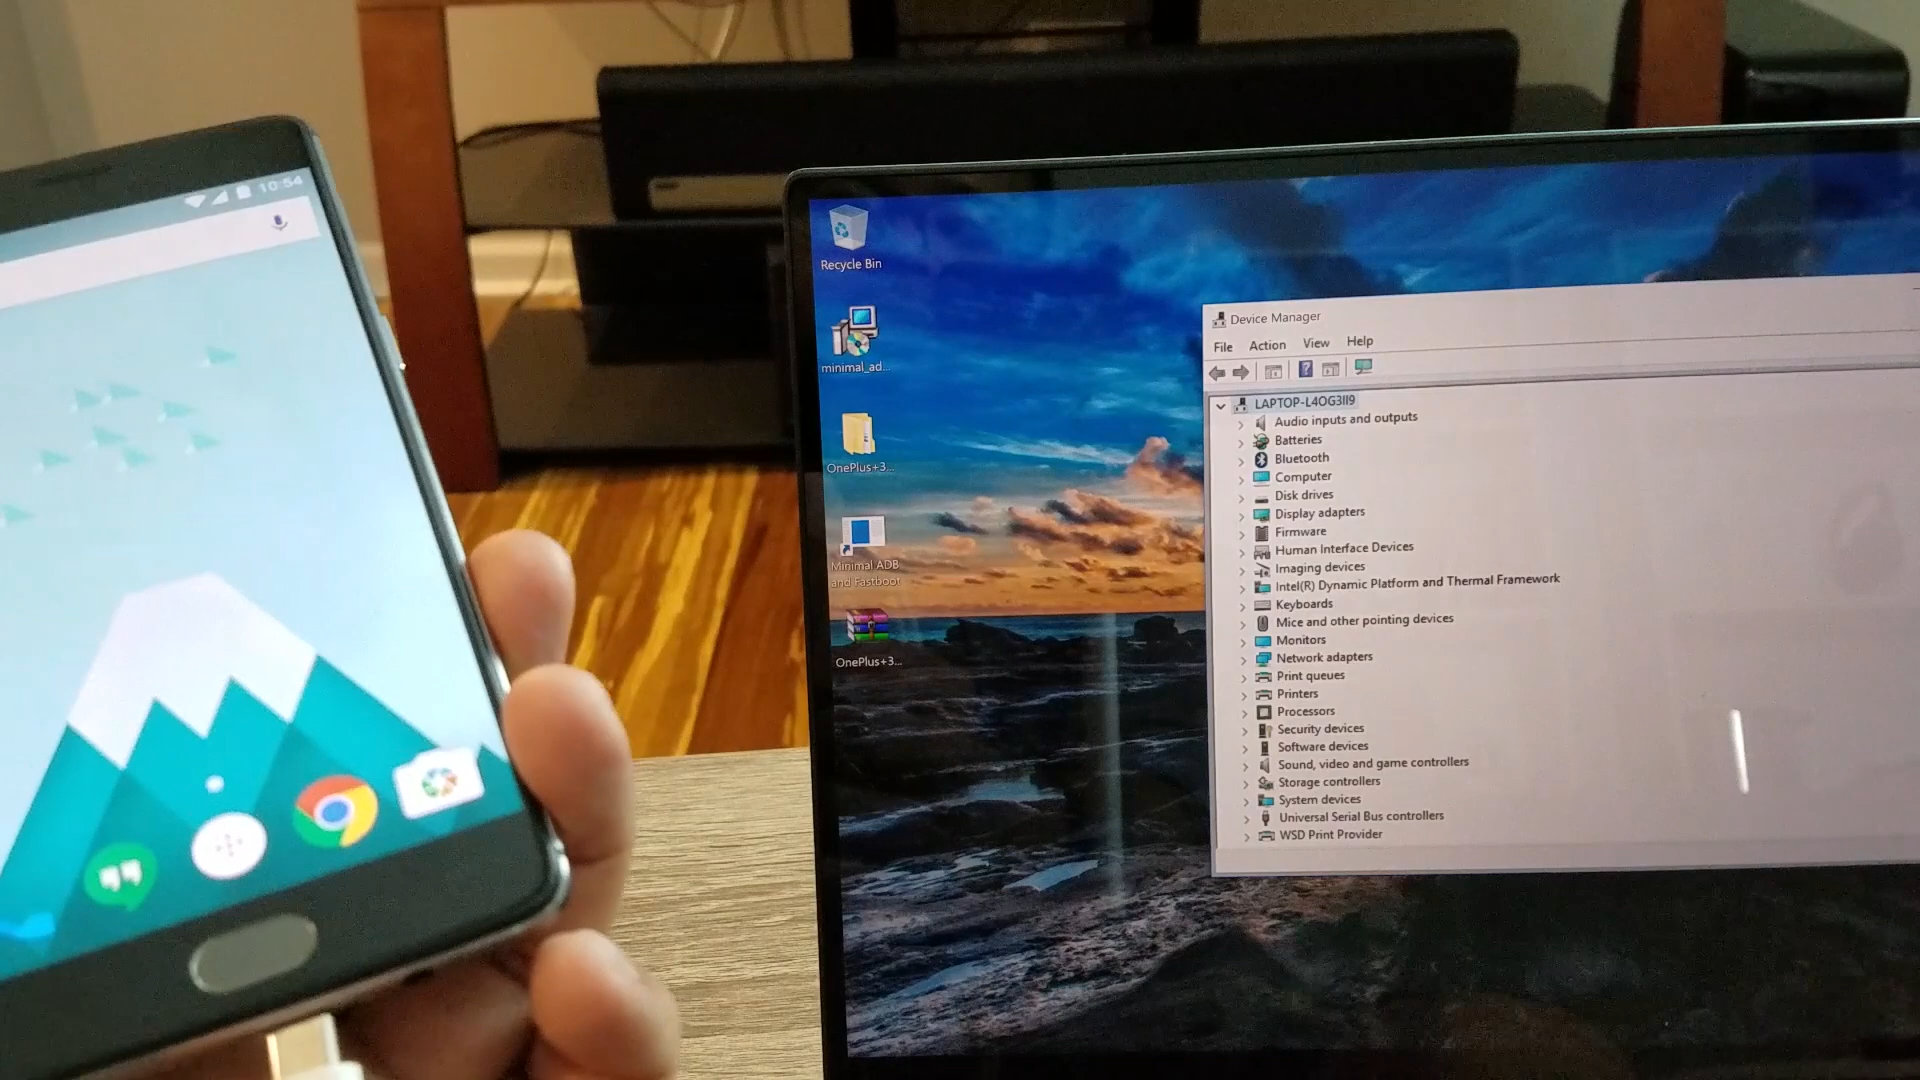 10:54
Recycle Bin
minimal_ad...
OnePlus+3...
Minimal ADB
and Fastboot
OnePlus+3...
Device Manager
File Action View Help
LAPTOP-L4OG3II9
Audio inputs and outputs
Batteries
Bluetooth
Computer
Disk drives
Display adapters
Firmware
Human Interface Devices
Imaging devices
Intel(R) Dynamic Platform and Thermal Framework
Keyboards
Mice and other pointing devices
Monitors
Network adapters
Print queues
Printers
Processors
Security devices
Software devices
Sound, video and game controllers
Storage controllers
System devices
Universal Serial Bus controllers
WSD Print Provider